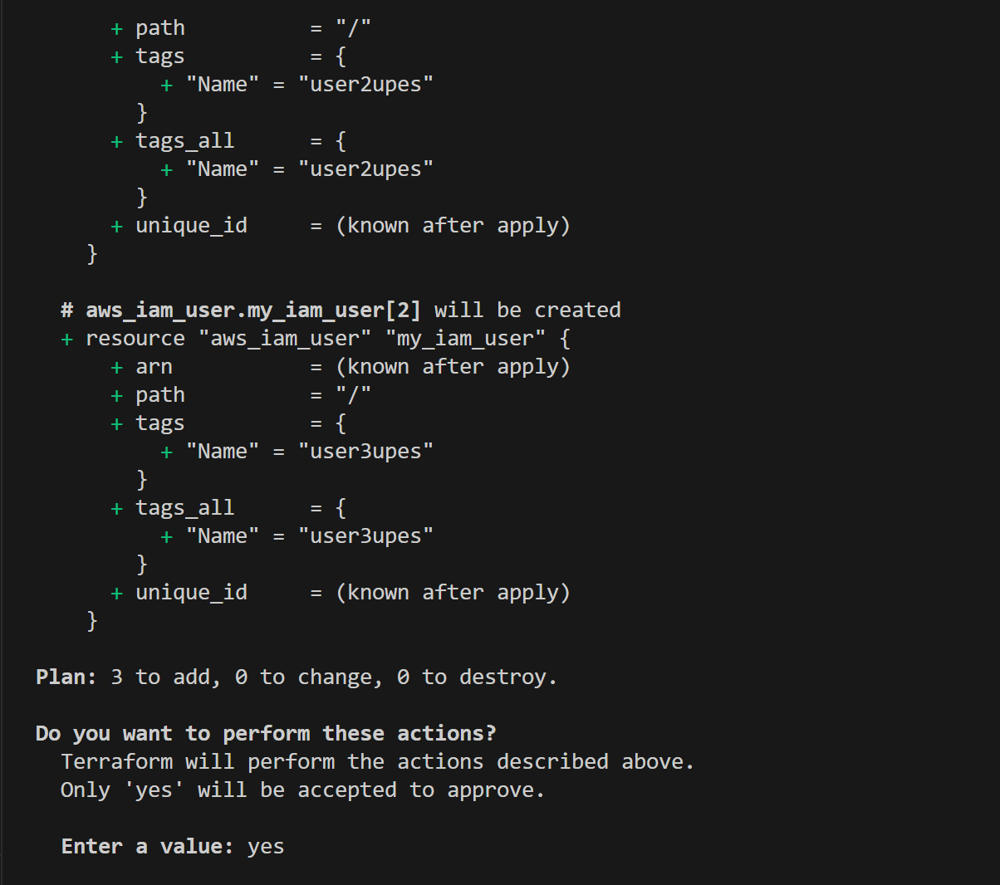 + path          = "/"
+ tags          = {
+ "Name" = "user2upes"
}
+ tags_all      = {
+ "Name" = "user2upes"
}
+ unique_id     = (known after apply)
}
# aws_iam_user.my_iam_user[2] will be created
+ resource "aws_iam_user" "my_iam_user" {
+ arn           = (known after apply)
+ path          = "/"
+ tags          = {
+ "Name" = "user3upes"
}
+ tags_all      = {
+ "Name" = "user3upes"
}
+ unique_id     = (known after apply)
}
Plan: 3 to add, 0 to change, 0 to destroy.
Do you want to perform these actions?
Terraform will perform the actions described above.
Only 'yes' will be accepted to approve.
Enter a value: yes